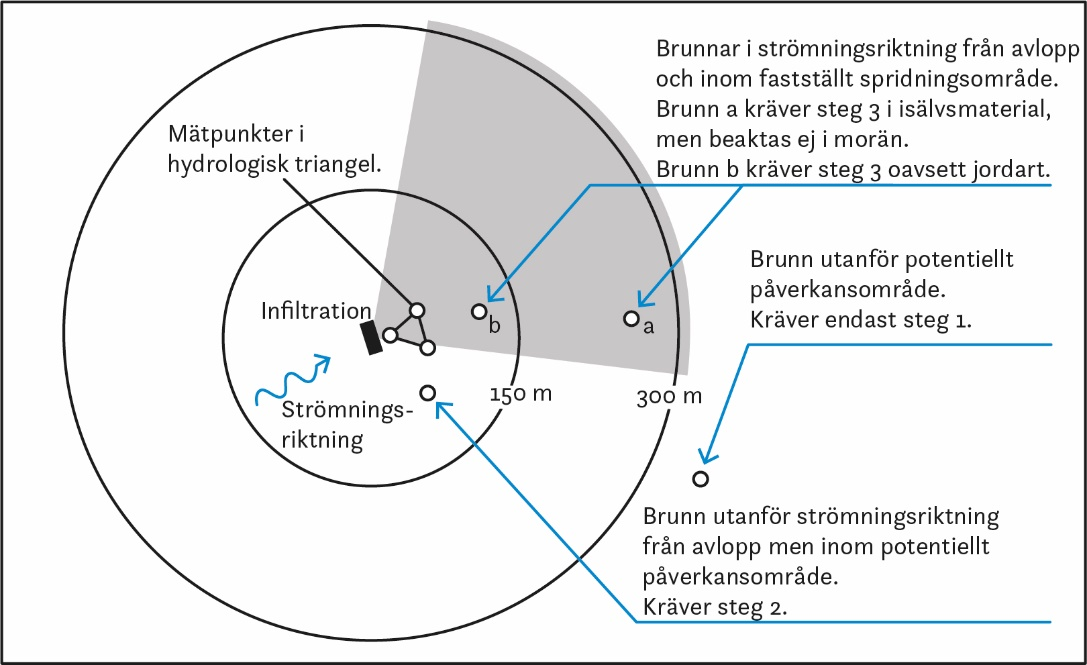 Brunnar i strömningsriktning från avlopp
och inom fastställt spridningsområde.
Brunn a kräver steg 3 i isälvsmaterial,
men beaktas ej i morän.
Brunn b kräver steg 3 oavsett jordart.
Mätpunkter i
hydrologisk triangel.
Brunn utanför potentiellt
påverkansområde.
Kräver endast steg 1.
Infiltration
b
a
150 m
300 m
Strömnings-
riktning
Brunn utanför strömningsriktning
från avlopp men inom potentiellt
påverkansområde.
Kräver steg 2.